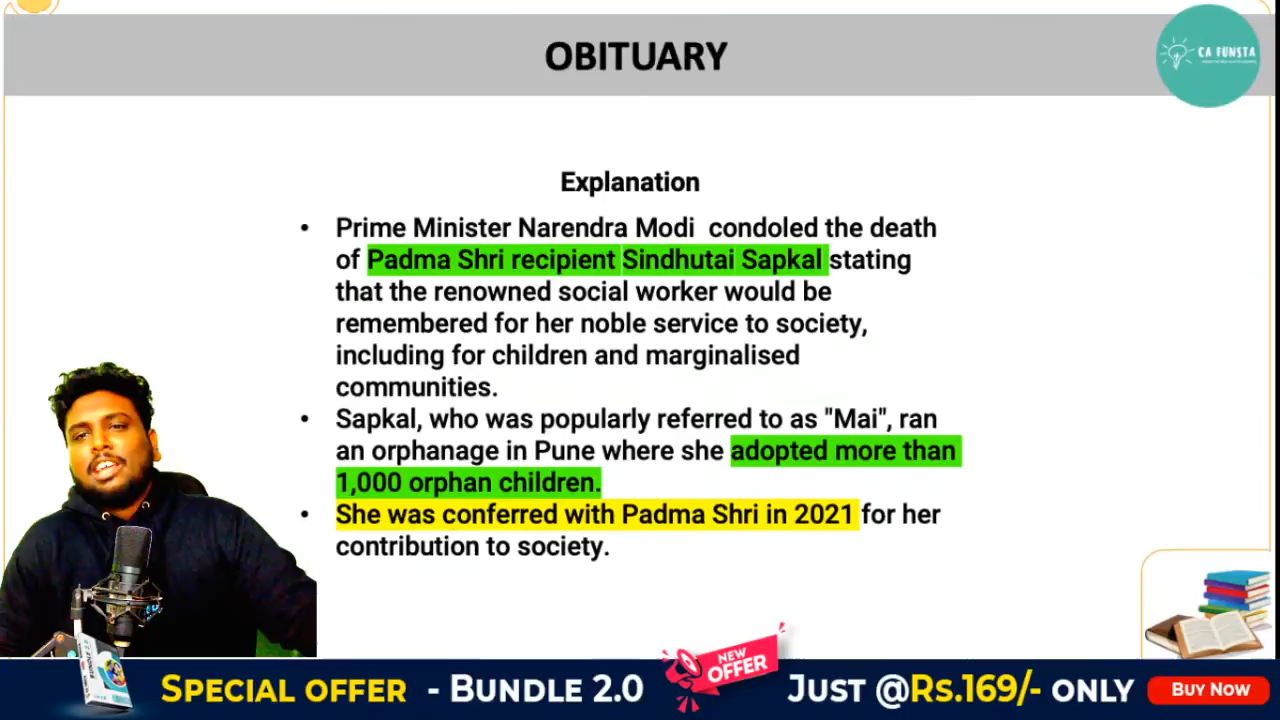 OBITUARY
CA FUNSTA
Explanation
• Prime Minister Narendra Modi condoled the death
of Padma Shri recipient Sindhutai Sapkal stating
that the renowned social worker would be
remembered for her noble service to society,
including for children and marginalised
communities.
• Sapkal, who was popularly referred to as "Mai", ran
an orphanage in Pune where she adopted more than
1,000 orphan children.
• She was conferred with Padma Shri in 2021 for her
contribution to society.
BUNDLE 2.0
SPECIAL OFFER - BUNDLE 2.0
NEW
OFFER
JUST @Rs.169/- ONLY
BUY NOW